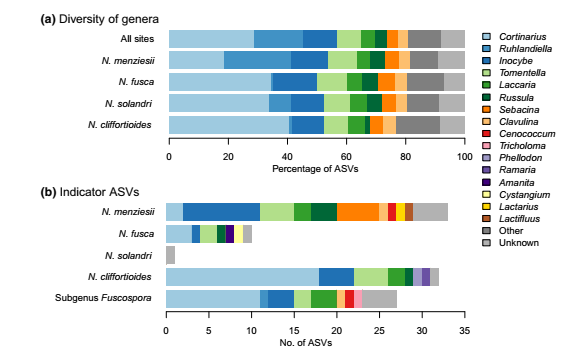 (a) Diversity of genera
All sites
N. menziesii
N. fusca
N. solandri
N. cliffortioides
0 20 40 60 80 100
Percentage of ASVs
(b) Indicator ASVs
N. menziesii
N. fusca
N. solandri
N. cliffortioides
Subgenus Fuscospora
0 5 10 15 20 25 30 35
No. of ASVs
Cortinarius
Ruhlandiella
Inocybe
Tomentella
Laccaria
Russula
Sebacina
Clavulina
Cenococcum
Tricholoma
Phellodon
Ramaria
Amanita
Cystangium
Lactarius
Lactifluus
Other
Unknown